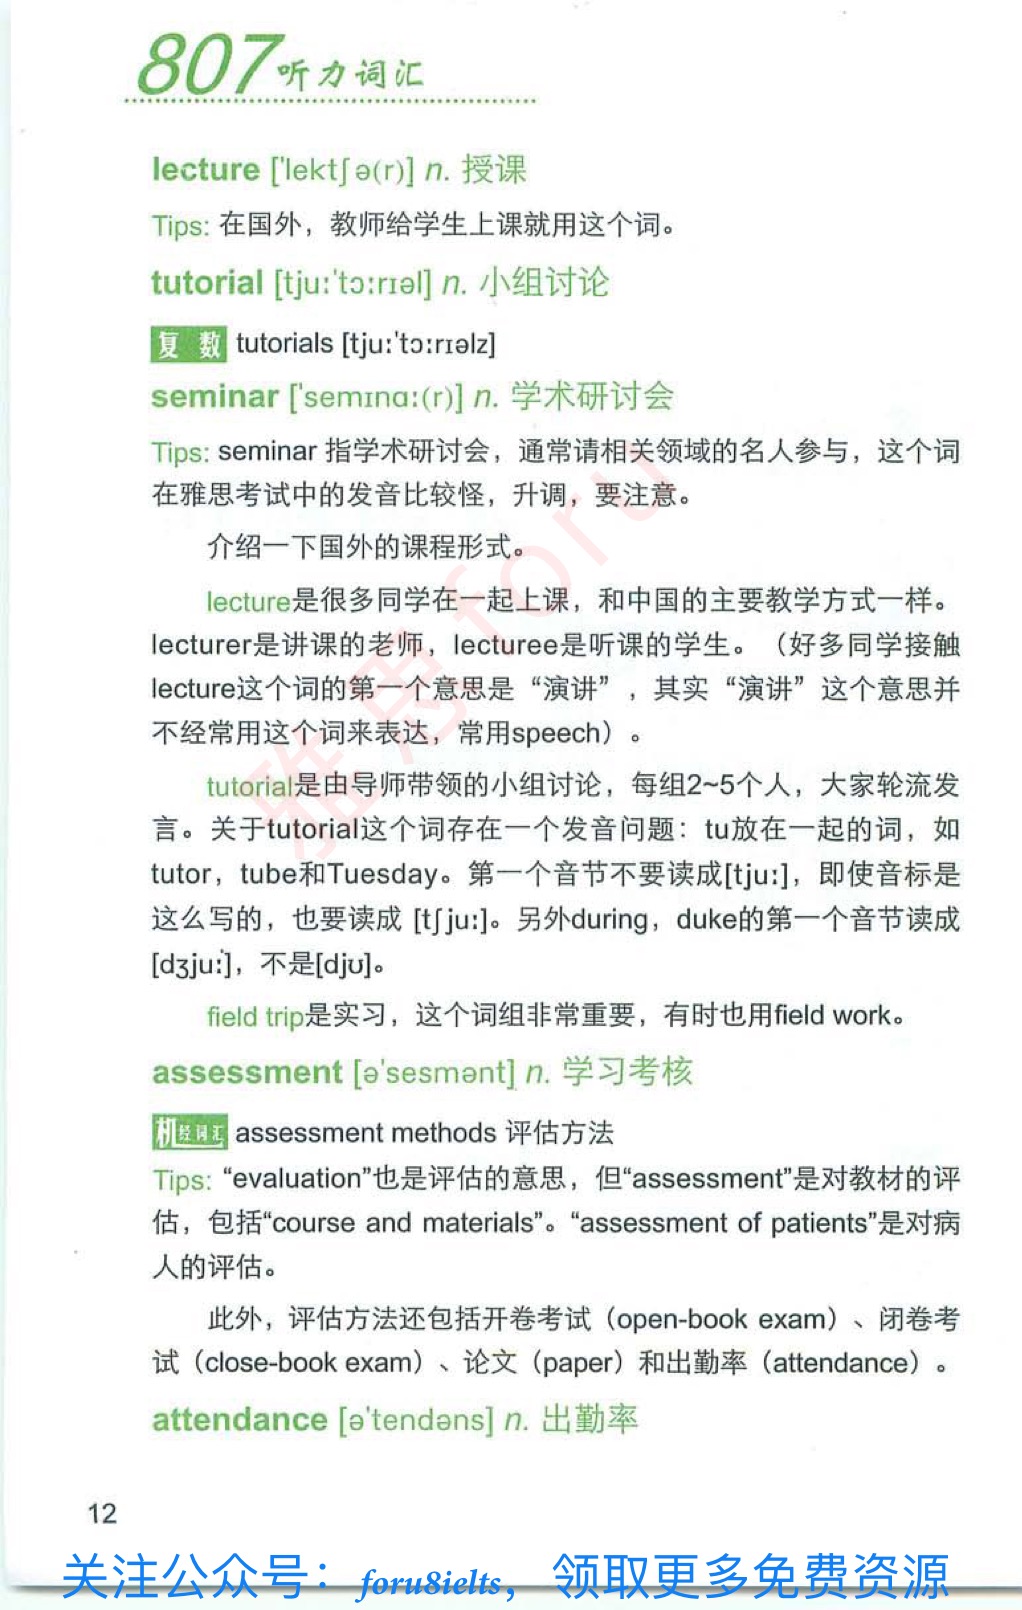 807听力词汇
lecture ['lektʃə(r)] n. 授课
Tips: 在国外，教师给学生上课就用这个词。
tutorial [tjuː'tɔːrɪəl] n. 小组讨论
复 数 tutorials [tjuː'tɔːrɪəlz]
seminar ['semɪnɑː(r)] n. 学术研讨会
Tips: seminar 指学术研讨会，通常请相关领域的名人参与，这个词
在雅思考试中的发音比较怪，升调，要注意。
介绍一下国外的课程形式。
lecture是很多同学在一起上课，和中国的主要教学方式一样。
lecturer是讲课的老师，lecturee是听课的学生。（好多同学接触
lecture这个词的第一个意思是“演讲”，其实“演讲”这个意思并
不经常用这个词来表达，常用speech）。
tutorial是由导师带领的小组讨论，每组2~5个人，大家轮流发
言。关于tutorial这个词存在一个发音问题：tu放在一起的词，如
tutor，tube和Tuesday。第一个音节不要读成[tjuː]，即使音标是
这么写的，也要读成 [tʃjuː]。另外during，duke的第一个音节读成
[dʒjuː]，不是[djʊ]。
field trip是实习，这个词组非常重要，有时也用field work。
assessment [ə'sesmənt] n. 学习考核
机经词汇 assessment methods 评估方法
Tips: “evaluation”也是评估的意思，但“assessment”是对教材的评
估，包括“course and materials”。“assessment of patients”是对病
人的评估。
此外，评估方法还包括开卷考试（open-book exam）、闭卷考
试（close-book exam）、论文（paper）和出勤率（attendance）。
attendance [ə'tendəns] n. 出勤率
雅思foru
12
关注公众号：foru8ielts，领取更多免费资源